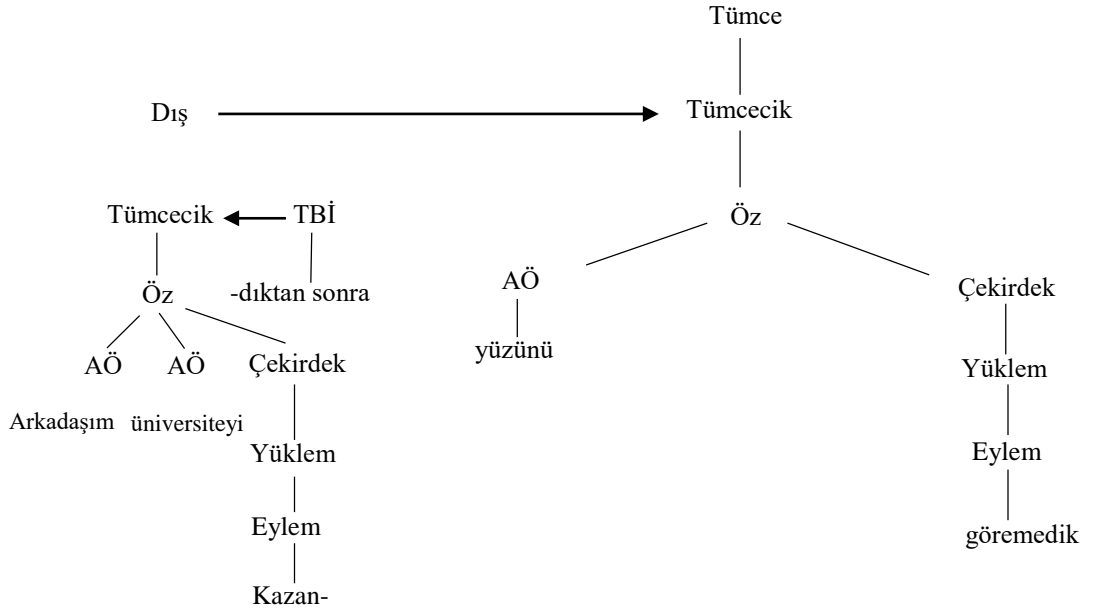 Tümce
Dış Tümcecik
Tümcecik TBİ Öz
Öz -dıktan sonra AÖ Çekirdek
AÖ AÖ Çekirdek yüzünü Yüklem
Arkadaşım üniversiteyi
Yüklem Eylem
Eylem göremedik
Kazan-